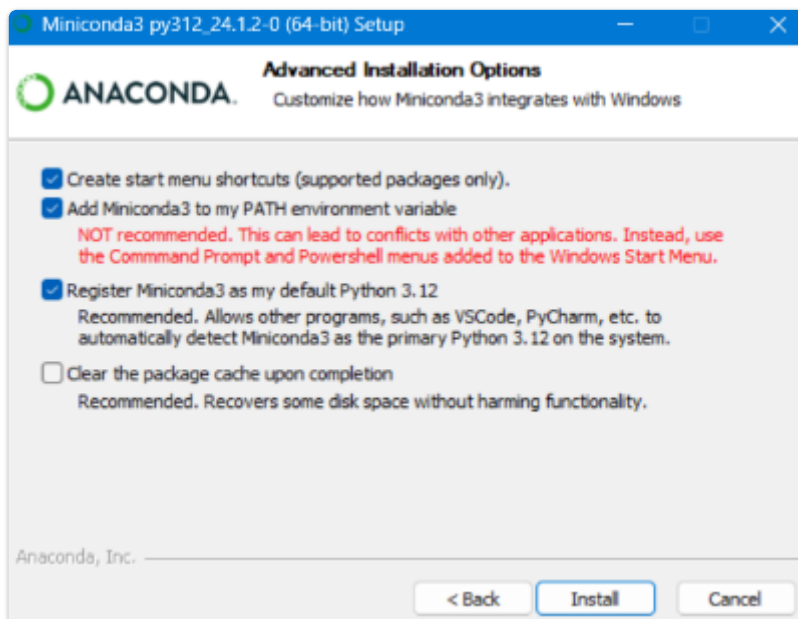 Miniconda3 py312_24.1.2-0 (64-bit) Setup
ANACONDA.
Advanced Installation Options
Customize how Miniconda3 integrates with Windows
Create start menu shortcuts (supported packages only).
Add Miniconda3 to my PATH environment variable
NOT recommended. This can lead to conflicts with other applications. Instead, use
the Commmand Prompt and Powershell menus added to the Windows Start Menu.
Register Miniconda3 as my default Python 3.12
Recommended. Allows other programs, such as VSCode, PyCharm, etc. to
automatically detect Miniconda3 as the primary Python 3.12 on the system.
Clear the package cache upon completion
Recommended. Recovers some disk space without harming functionality.
Anaconda, Inc.
< Back
Install
Cancel